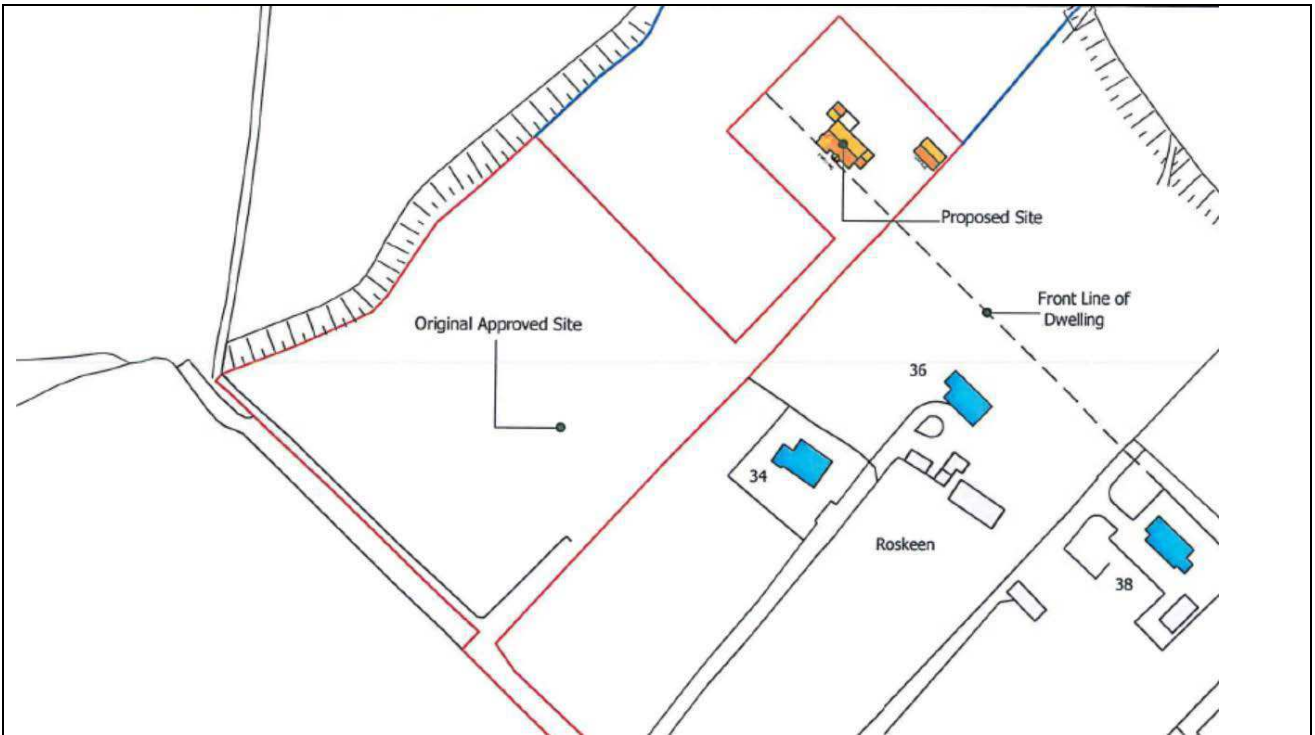 Proposed Site
Front Line of
Dwelling
Original Approved Site
36
34
Roskeen
38